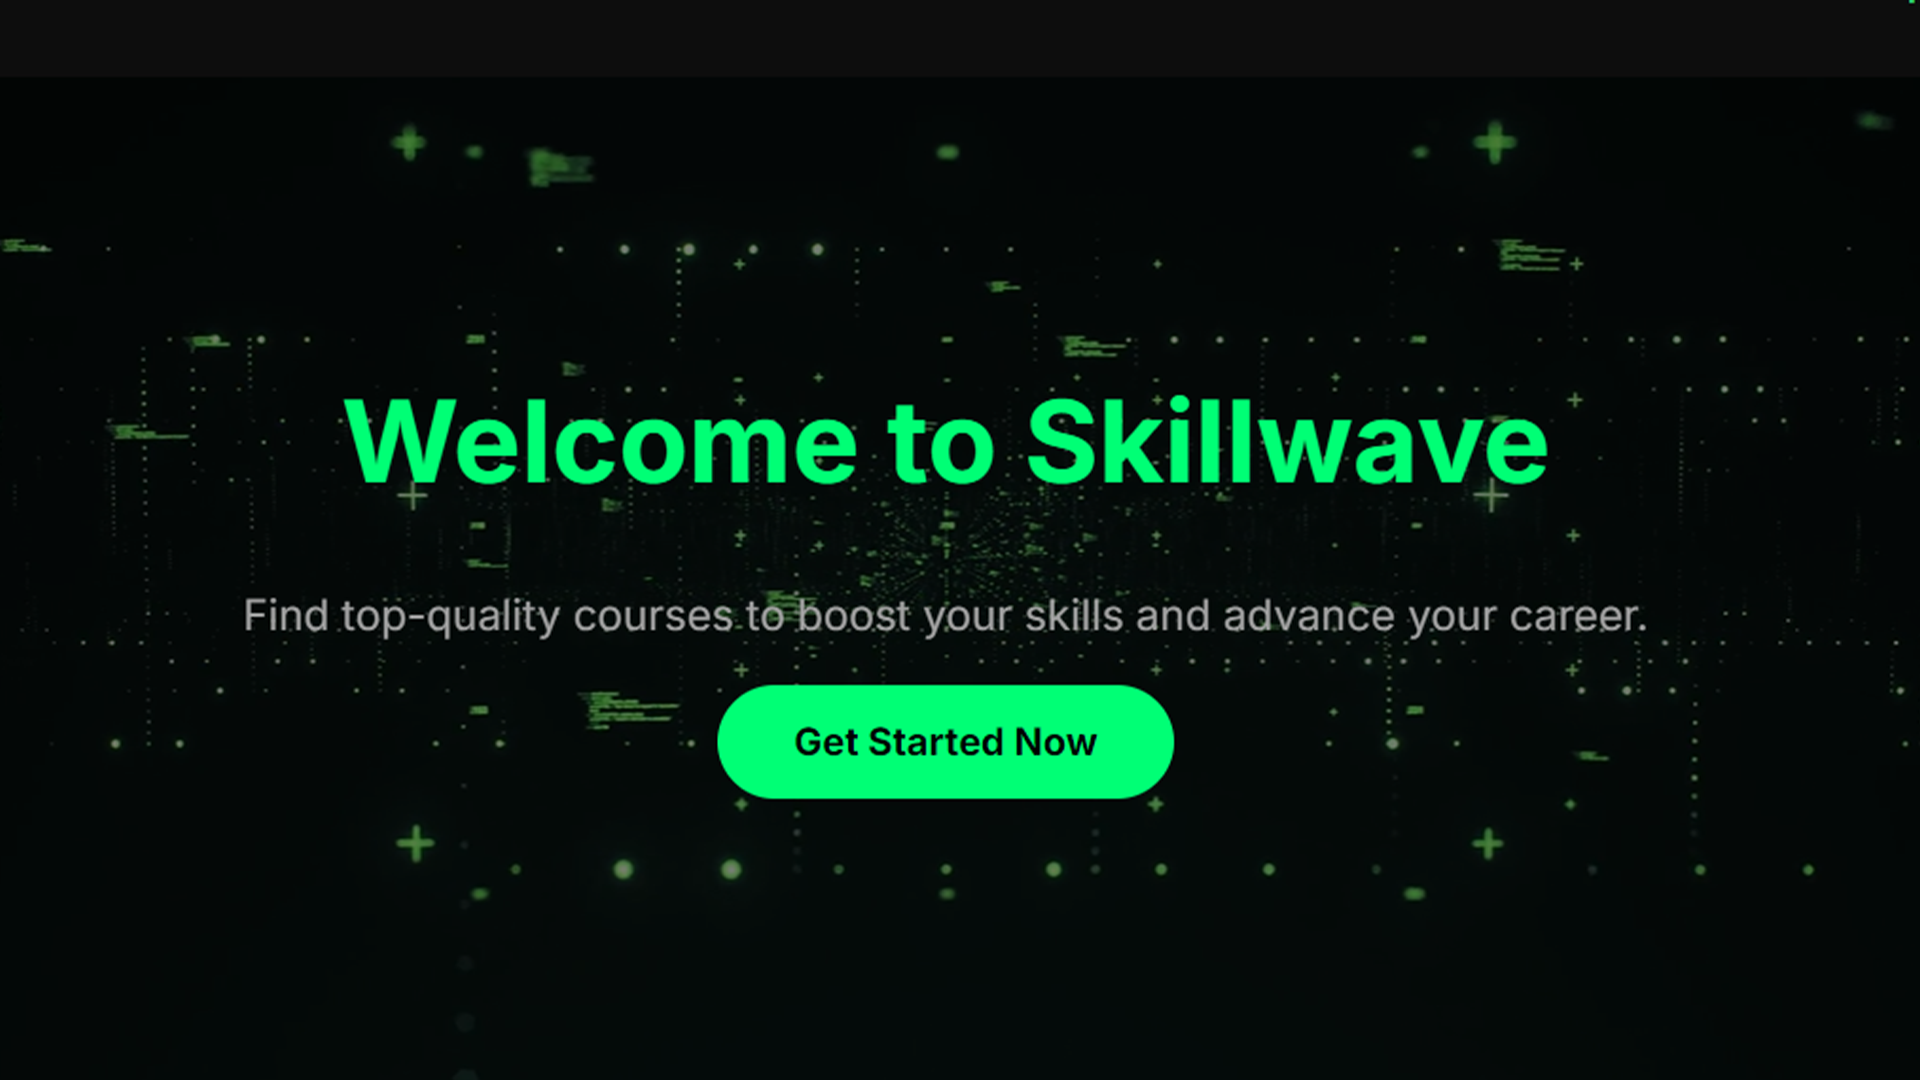 Welcome to Skillwave
Find top-quality courses to boost your skills and advance your career.
Get Started Now